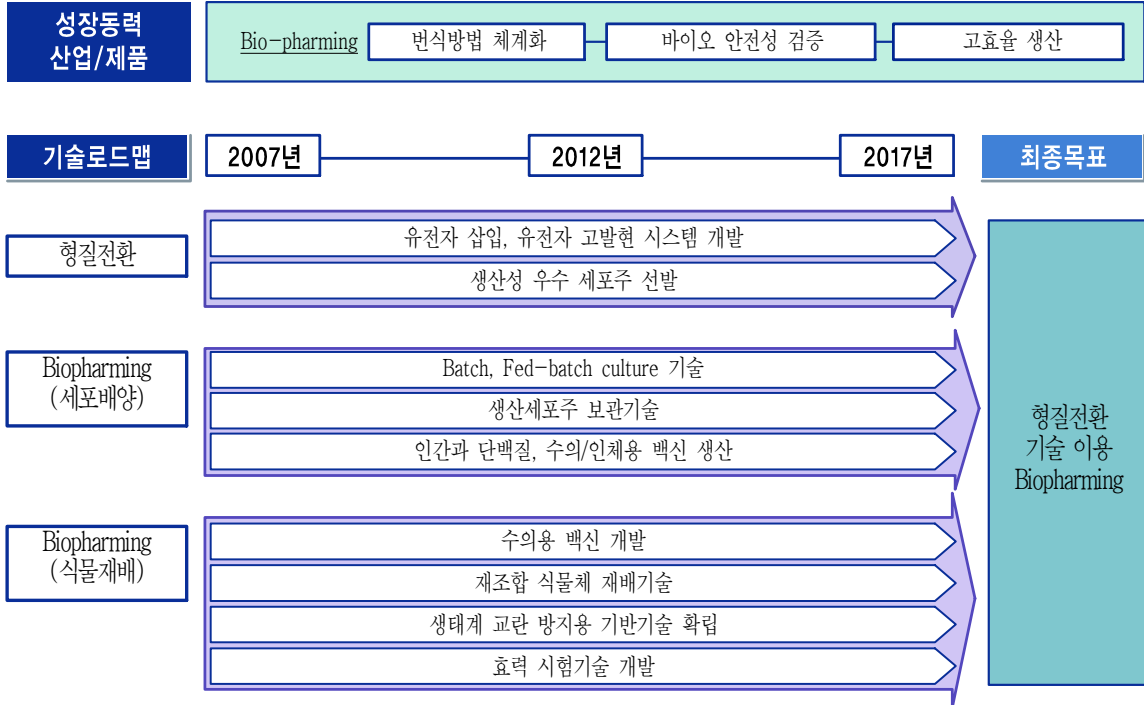 성장동력
산업/제품
Bio-pharming
번식방법 체계화
바이오 안전성 검증
고효율 생산
기술로드맵
2007년
2012년
2017년
최종목표
형질전환
유전자 삽입, 유전자 고발현 시스템 개발
생산성 우수 세포주 선발
Biopharming
(세포배양)
Batch, Fed-batch culture 기술
생산세포주 보관기술
인간과 단백질, 수의/인체용 백신 생산
형질전환
기술 이용
Biopharming
Biopharming
(식물재배)
수의용 백신 개발
재조합 식물체 재배기술
생태계 교란 방지용 기반기술 확립
효력 시험기술 개발